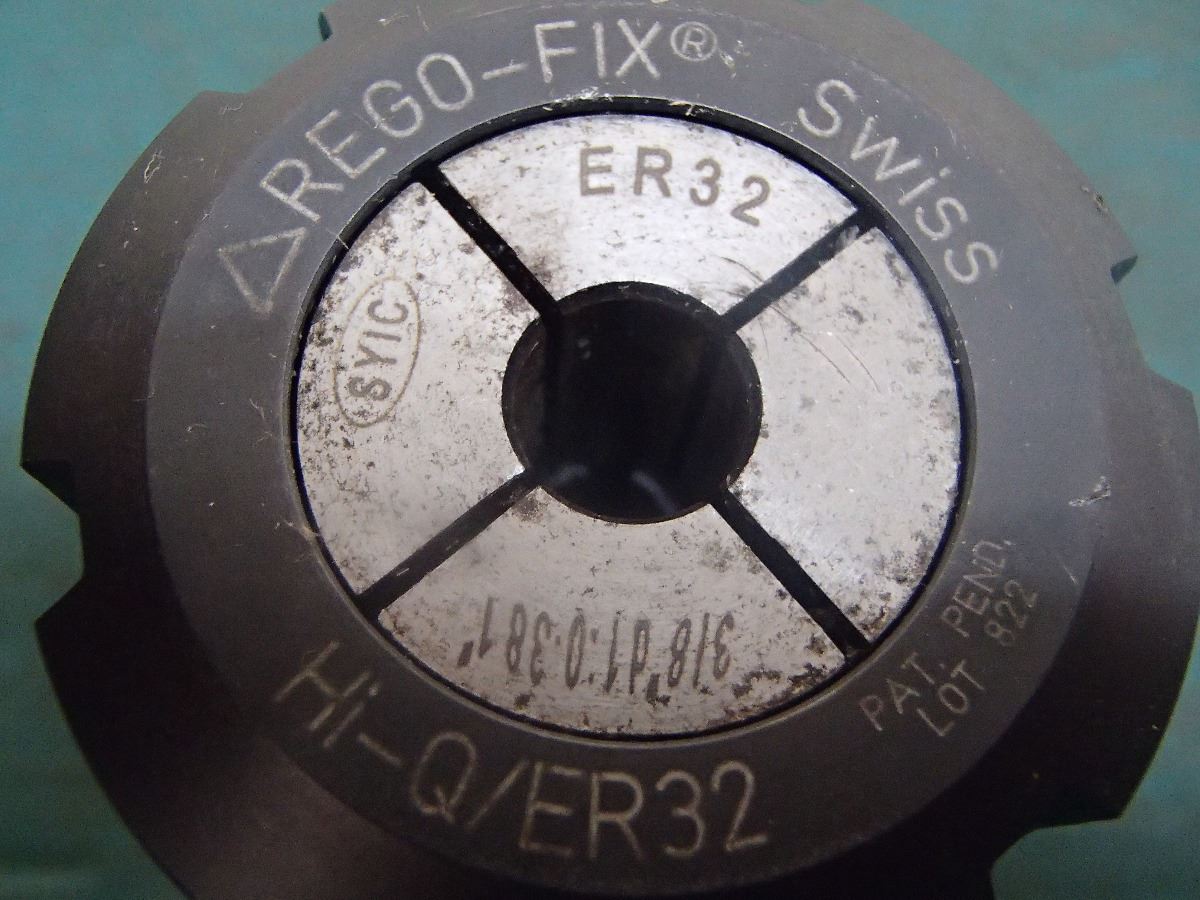 △REGO-FIX® SWiSS
ER32
SYIC
3/8"d1:0.381"
PAT. PEND.
LOT 822
Hi-Q/ER32